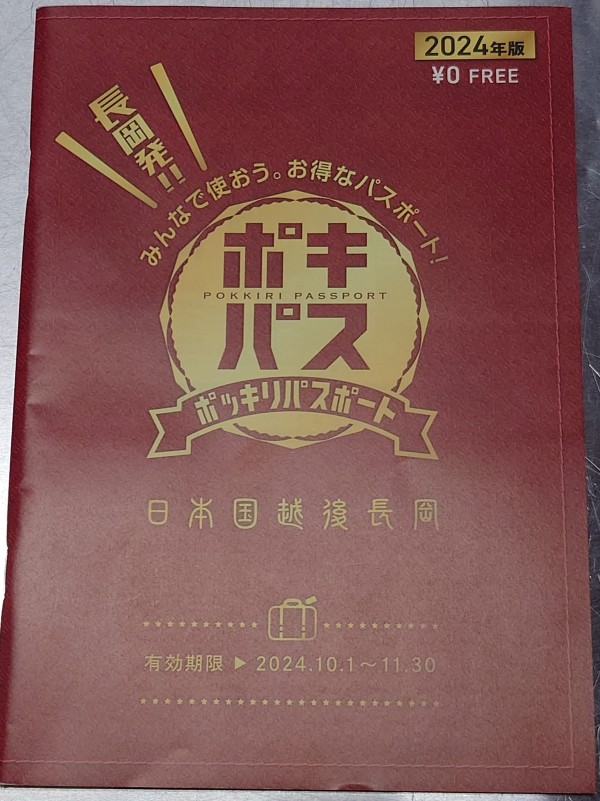 2024年版
¥0 FREE
長岡発!!
みんなで使おう。お得なパスポート!
ポキ
POKKIRI PASSPORT
パス
ポッキリパスポート
日本国越後長岡
有効期限 ▶ 2024.10.1〜11.30